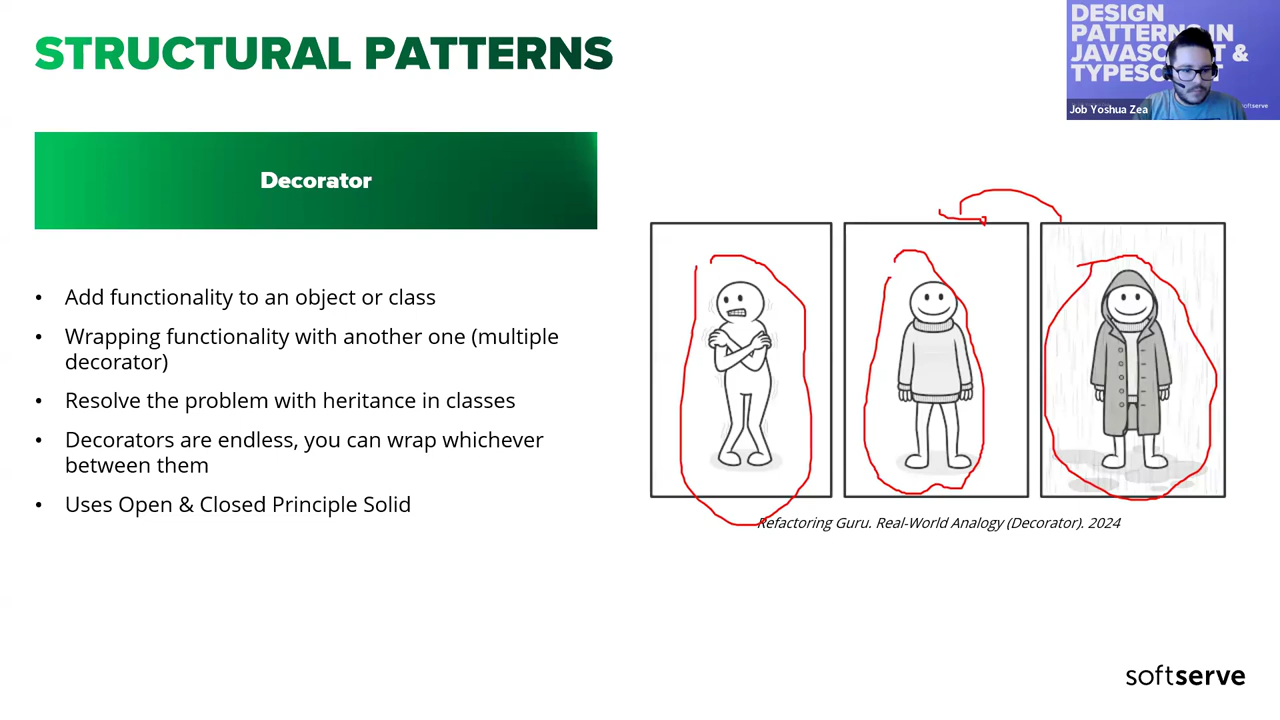 STRUCTURAL PATTERNS
DESIGN
PATTERNS IN
JAVASCRIPT &
TYPESCRIPT
softserve
Job Yoshua Zea
Decorator
• Add functionality to an object or class
• Wrapping functionality with another one (multiple
decorator)
• Resolve the problem with heritance in classes
• Decorators are endless, you can wrap whichever
between them
• Uses Open & Closed Principle Solid
Refactoring Guru. Real-World Analogy (Decorator). 2024
softserve